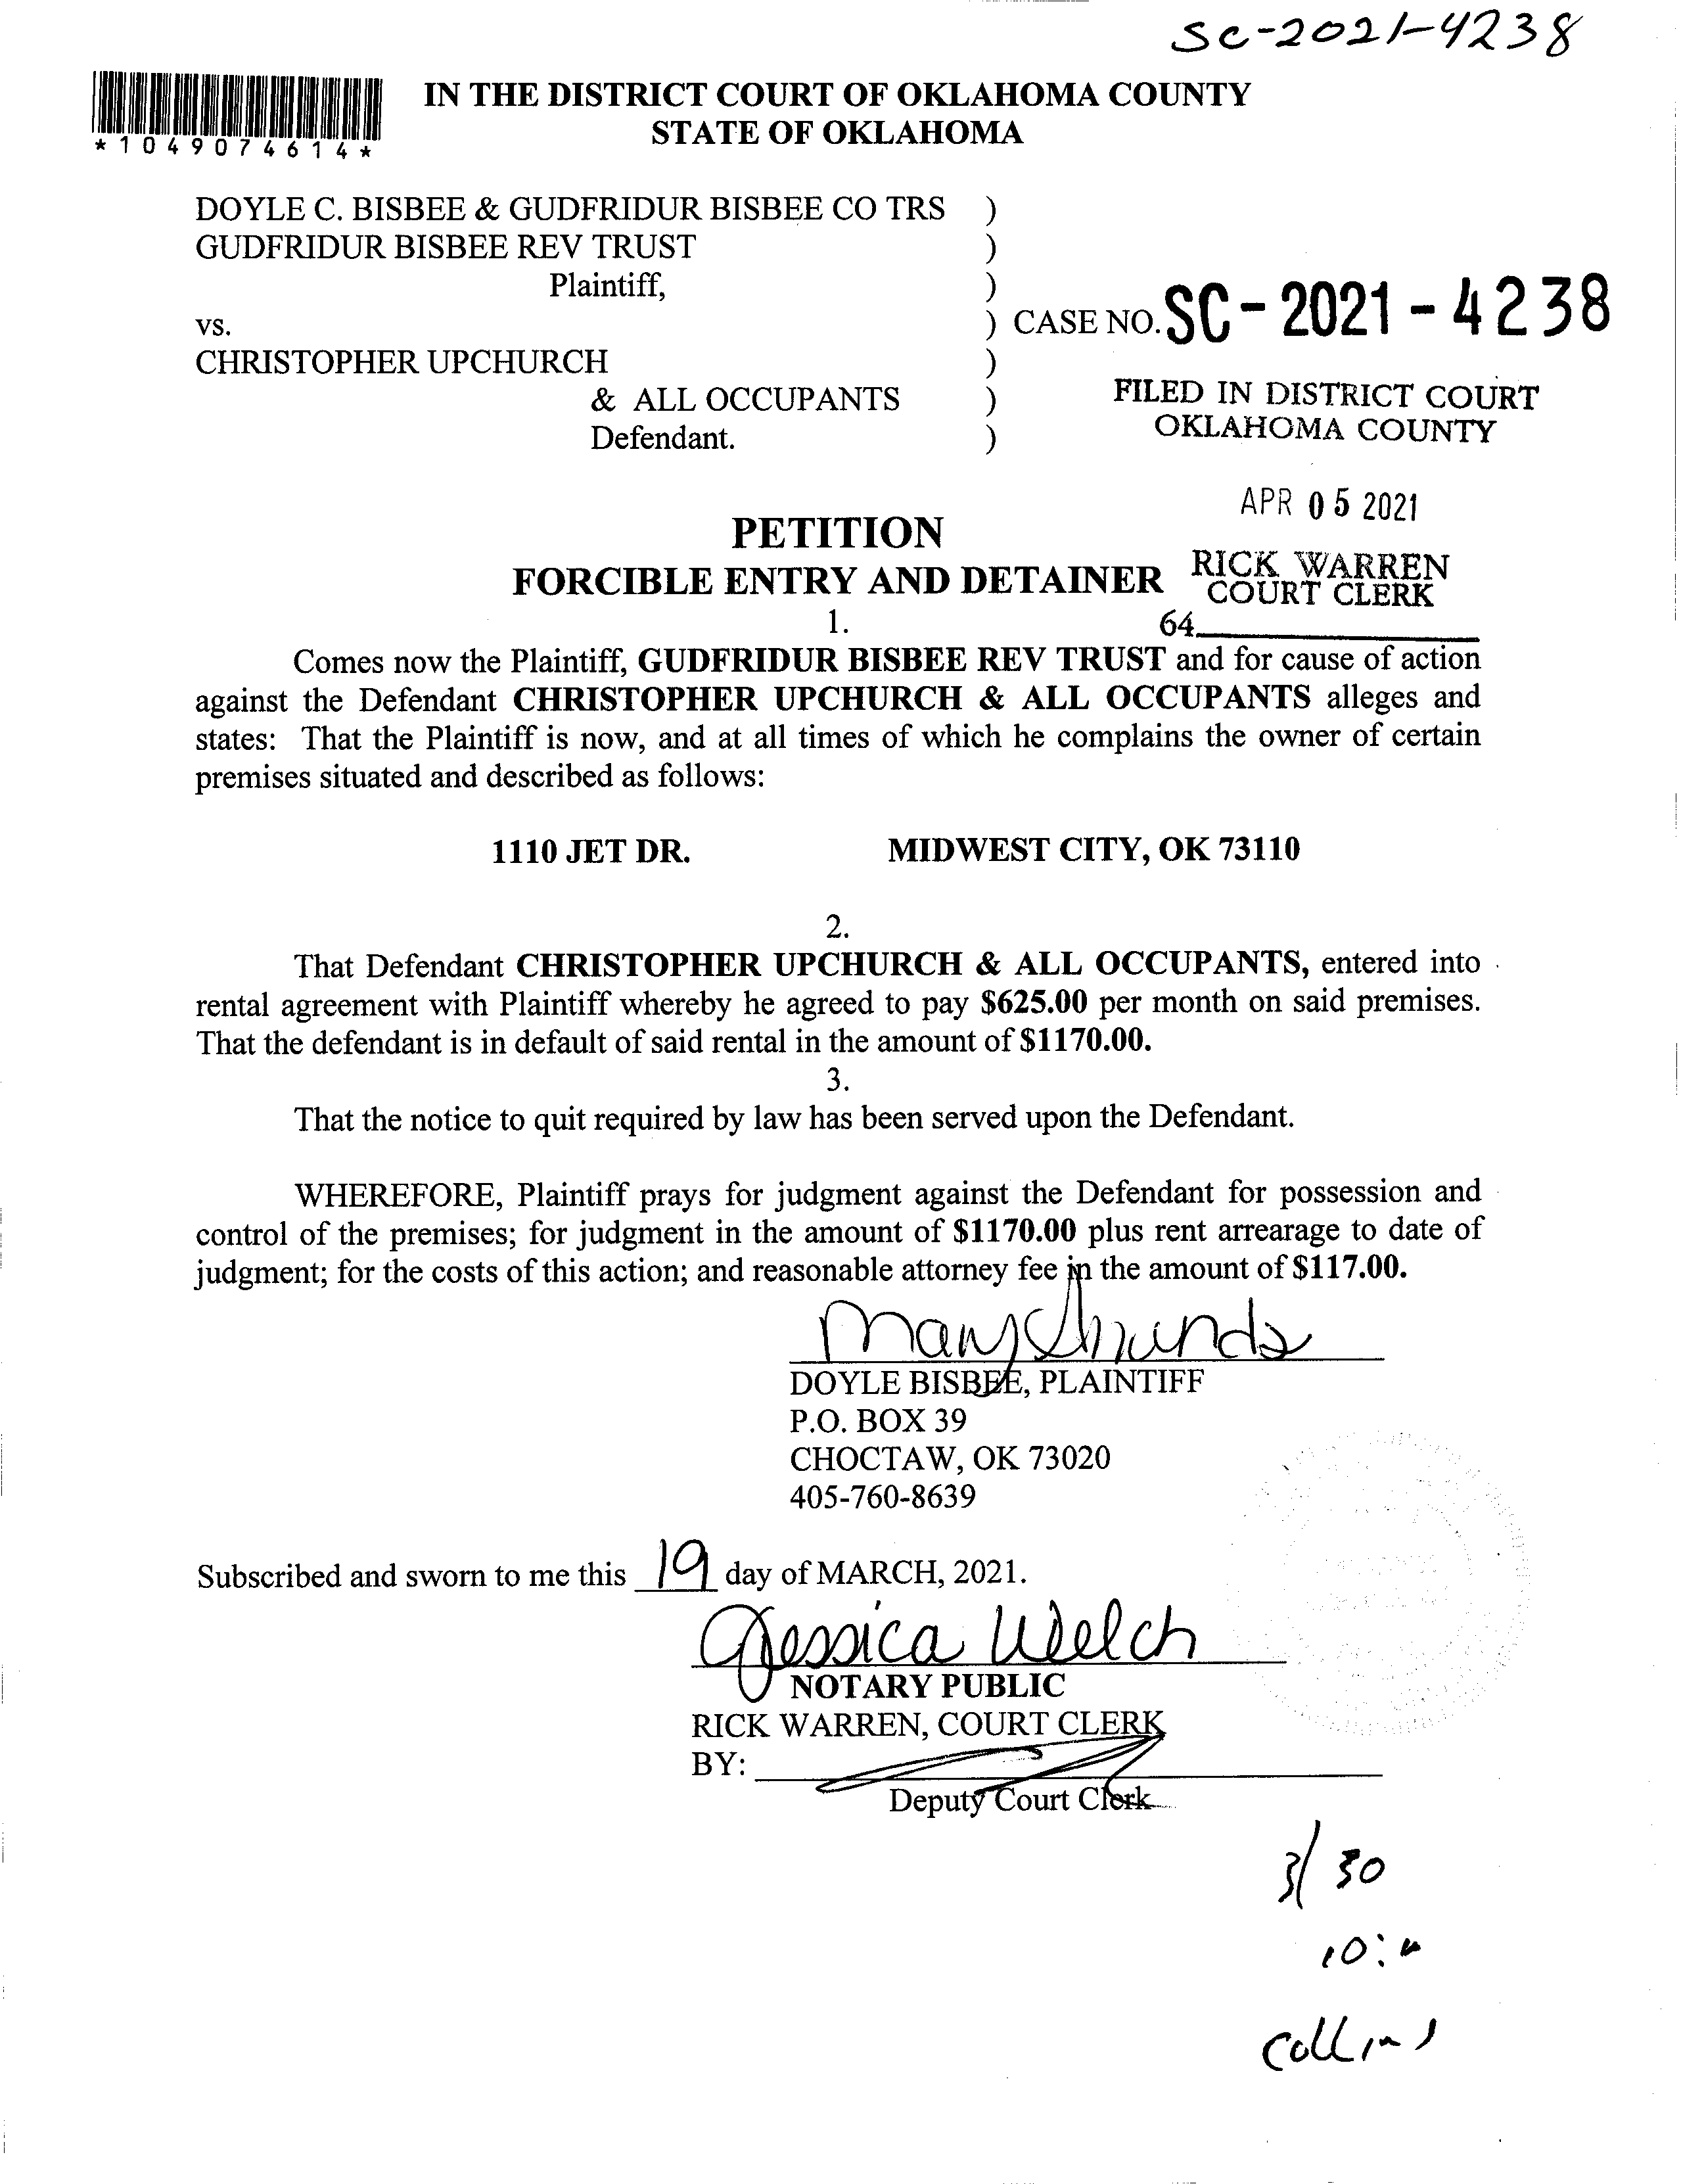 SC-2021-4238
IN THE DISTRICT COURT OF OKLAHOMA COUNTY
STATE OF OKLAHOMA
*1049074614*
DOYLE C. BISBEE & GUDFRIDUR BISBEE CO TRS )
GUDFRIDUR BISBEE REV TRUST )
Plaintiff, )
vs. ) CASE NO. SC-2021-4238
CHRISTOPHER UPCHURCH )
& ALL OCCUPANTS )
Defendant. )
FILED IN DISTRICT COURT
OKLAHOMA COUNTY
APR 05 2021
RICK WARREN
COURT CLERK
64
PETITION
FORCIBLE ENTRY AND DETAINER
1.
Comes now the Plaintiff, GUDFRIDUR BISBEE REV TRUST and for cause of action
against the Defendant CHRISTOPHER UPCHURCH & ALL OCCUPANTS alleges and
states: That the Plaintiff is now, and at all times of which he complains the owner of certain
premises situated and described as follows:
1110 JET DR. MIDWEST CITY, OK 73110
2.
That Defendant CHRISTOPHER UPCHURCH & ALL OCCUPANTS, entered into
rental agreement with Plaintiff whereby he agreed to pay $625.00 per month on said premises.
That the defendant is in default of said rental in the amount of $1170.00.
3.
That the notice to quit required by law has been served upon the Defendant.
WHEREFORE, Plaintiff prays for judgment against the Defendant for possession and
control of the premises; for judgment in the amount of $1170.00 plus rent arrearage to date of
judgment; for the costs of this action; and reasonable attorney fee in the amount of $117.00.
DOYLE BISBEE, PLAINTIFF
P.O. BOX 39
CHOCTAW, OK 73020
405-760-8639
Subscribed and sworn to me this 19 day of MARCH, 2021.
Jessica Welch
NOTARY PUBLIC
RICK WARREN, COURT CLERK
BY:
Deputy Court Clerk
3/30
10:
Collins